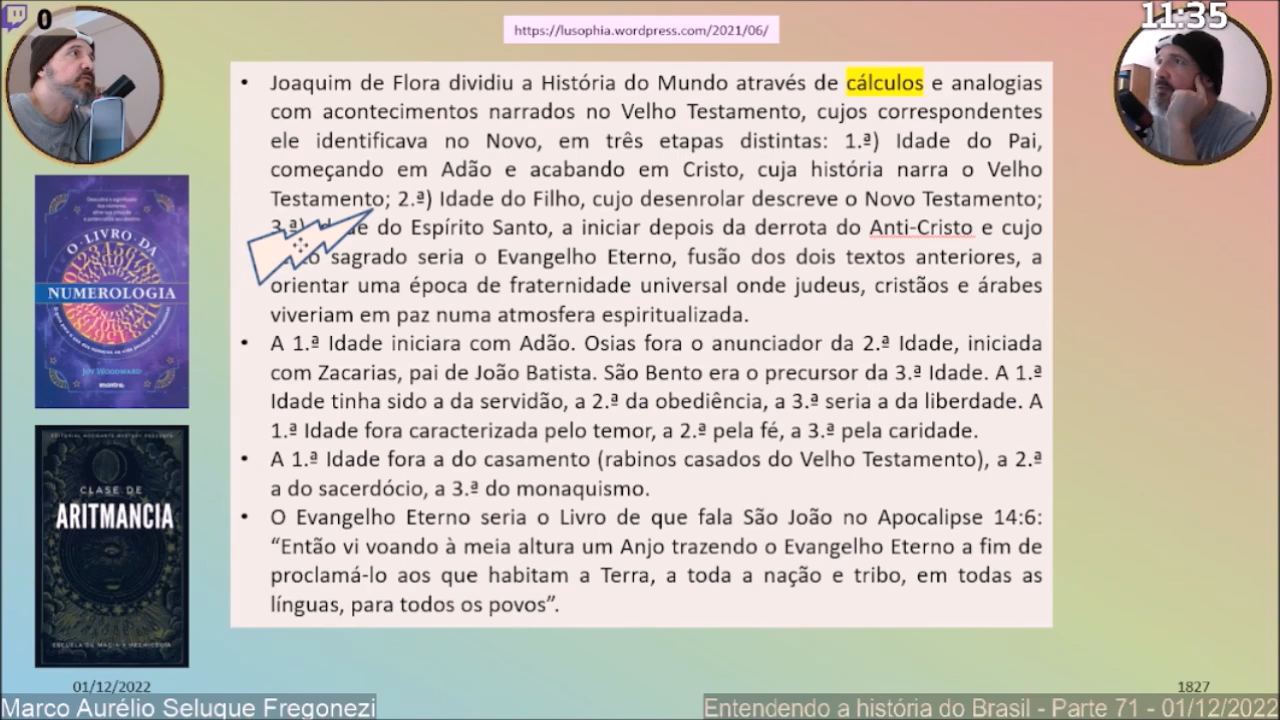 0
11:35
https://lusophia.wordpress.com/2021/06/
• Joaquim de Flora dividiu a História do Mundo através de cálculos e analogias
com acontecimentos narrados no Velho Testamento, cujos correspondentes
ele identificava no Novo, em três etapas distintas: 1.ª) Idade do Pai,
começando em Adão e acabando em Cristo, cuja história narra o Velho
Testamento; 2.ª) Idade do Filho, cujo desenrolar descreve o Novo Testamento;
3.ª) do Espírito Santo, a iniciar depois da derrota do Anti-Cristo e cujo
sagrado seria o Evangelho Eterno, fusão dos dois textos anteriores, a
orientar uma época de fraternidade universal onde judeus, cristãos e árabes
viveriam em paz numa atmosfera espiritualizada.
• A 1.ª Idade iniciara com Adão. Osias fora o anunciador da 2.ª Idade, iniciada
com Zacarias, pai de João Batista. São Bento era o precursor da 3.ª Idade. A 1.ª
Idade tinha sido a da servidão, a 2.ª da obediência, a 3.ª seria a da liberdade. A
1.ª Idade fora caracterizada pelo temor, a 2.ª pela fé, a 3.ª pela caridade.
• A 1.ª Idade fora a do casamento (rabinos casados do Velho Testamento), a 2.ª
a do sacerdócio, a 3.ª do monaquismo.
• O Evangelho Eterno seria o Livro de que fala São João no Apocalipse 14:6:
“Então vi voando à meia altura um Anjo trazendo o Evangelho Eterno a fim de
proclamá-lo aos que habitam a Terra, a toda a nação e tribo, em todas as
línguas, para todos os povos”.
O LIVRO DA
NUMEROLOGIA
JOY WOODWARD
mantra
CLASE DE
ARITMANCIA
01/12/2022
1827
Marco Aurélio Seluque Fregonezi
Entendendo a história do Brasil - Parte 71 - 01/12/2022